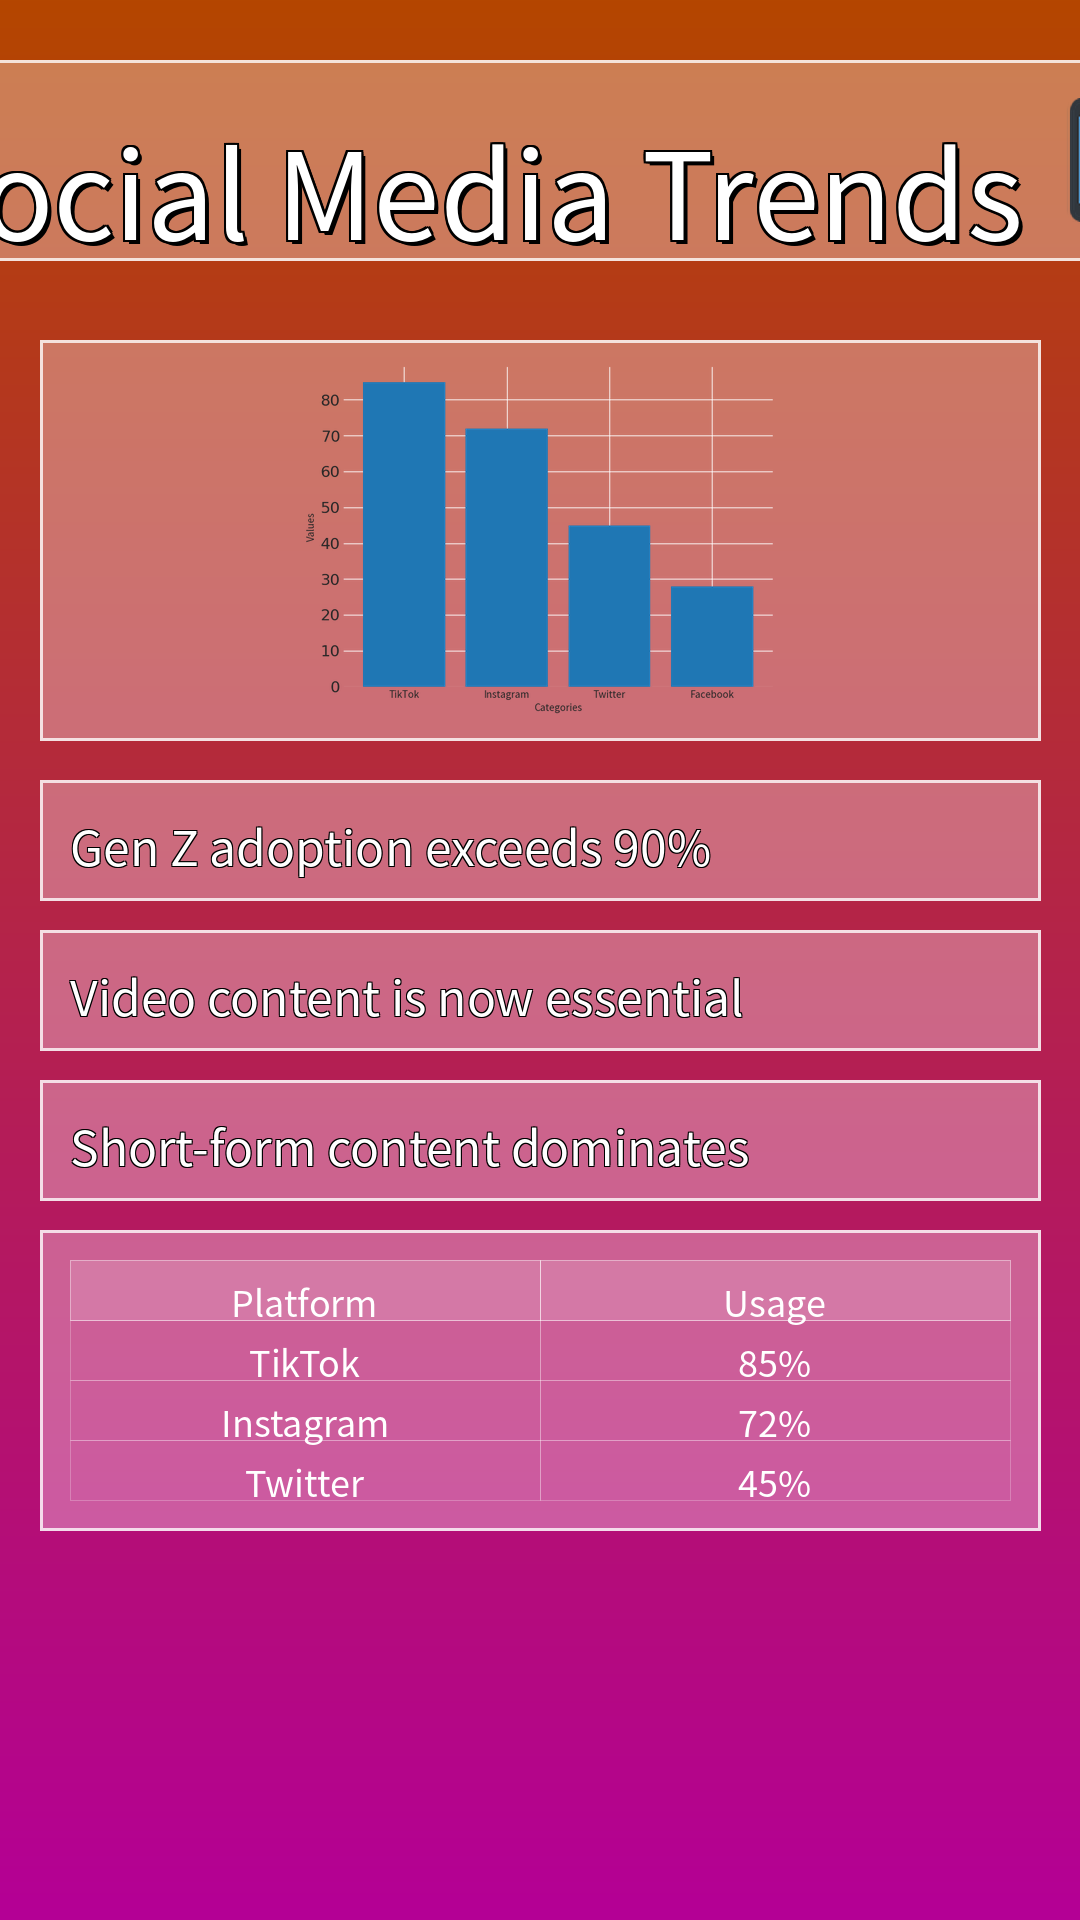 ocial Media Trends
80
70
60
50
40
30
20
10
0
Values
TikTok Instagram Twitter Facebook
Categories
Gen Z adoption exceeds 90%
Video content is now essential
Short-form content dominates
Platform Usage
TikTok 85%
Instagram 72%
Twitter 45%